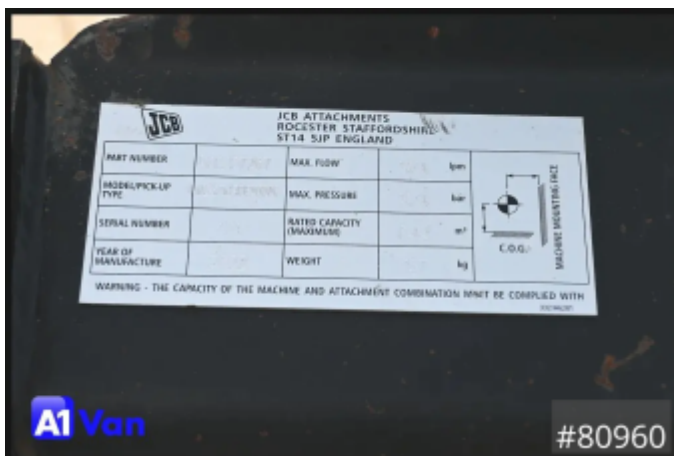 JCB
JCB ATTACHMENTS
ROCESTER STAFFORDSHIRE
ST14 5JP ENGLAND
PART NUMBER MAX. FLOW lpm
MODEL/PICK-UP TYPE MAX. PRESSURE bar
SERIAL NUMBER RATED CAPACITY (MAXIMUM) m³
YEAR OF MANUFACTURE WEIGHT kg
C.O.G.
MACHINE MOUNTING FACE
WARNING - THE CAPACITY OF THE MACHINE AND ATTACHMENT COMBINATION MUST BE COMPLIED WITH
A1 Van
#80960